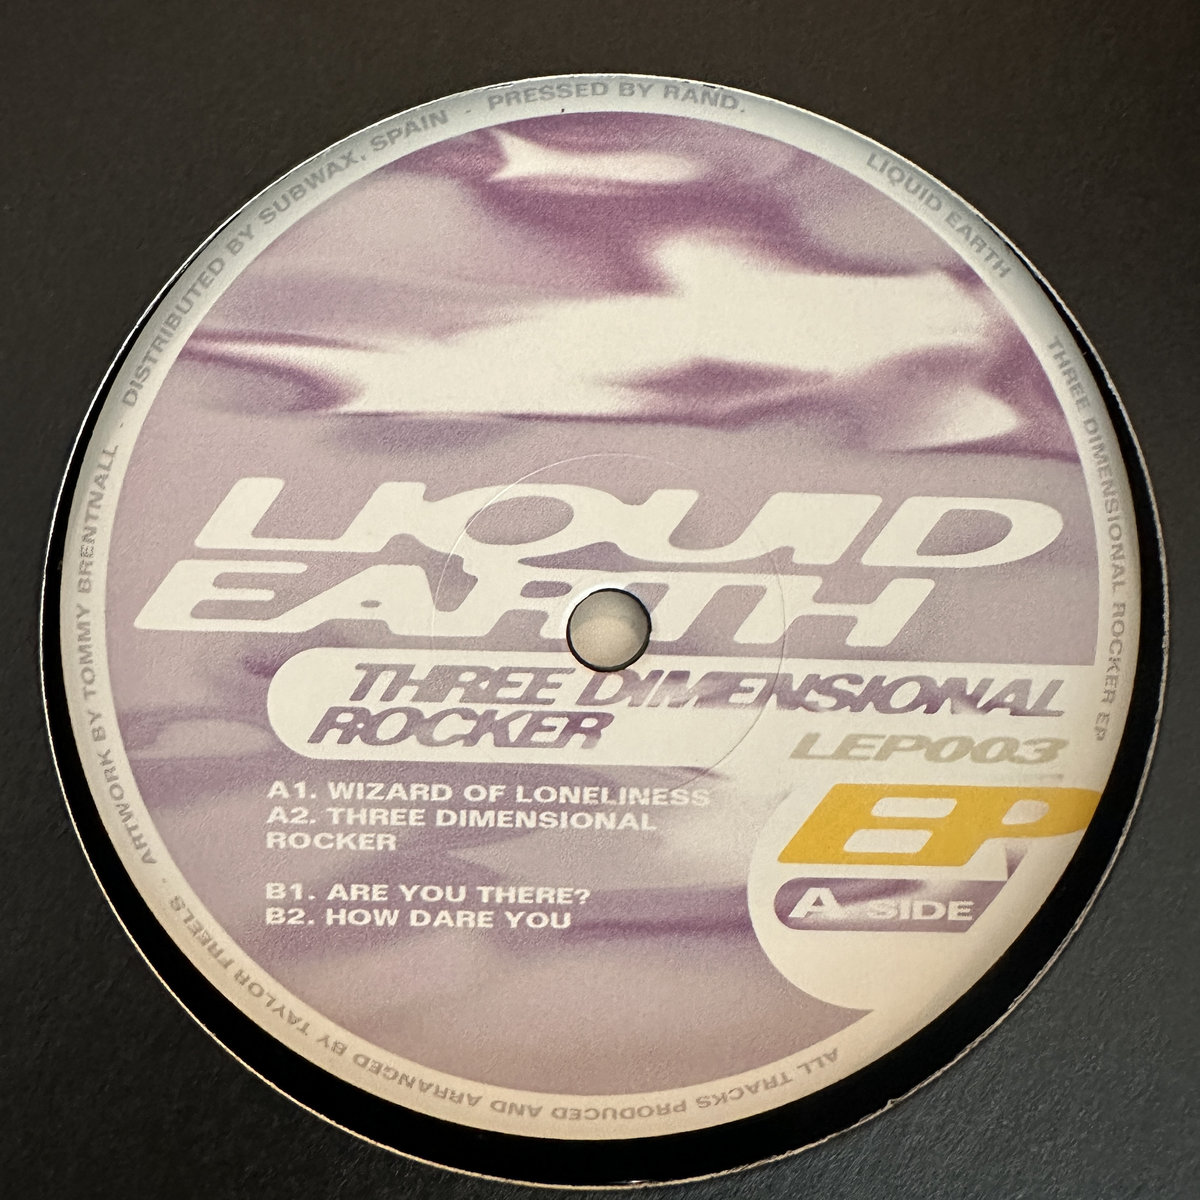 LIQUID
EARTH
THREE DIMENSIONAL
ROCKER
LEP003
EP
A SIDE
A1. WIZARD OF LONELINESS
A2. THREE DIMENSIONAL
ROCKER
B1. ARE YOU THERE?
B2. HOW DARE YOU
LIQUID EARTH THREE DIMENSIONAL ROCKER EP
ALL TRACKS PRODUCED AND ARRANGED BY TAYLOR FREELS - ARTWORK BY TOMMY BRENTNALL - DISTRIBUTED BY SUBWAX, SPAIN - PRESSED BY RAND.